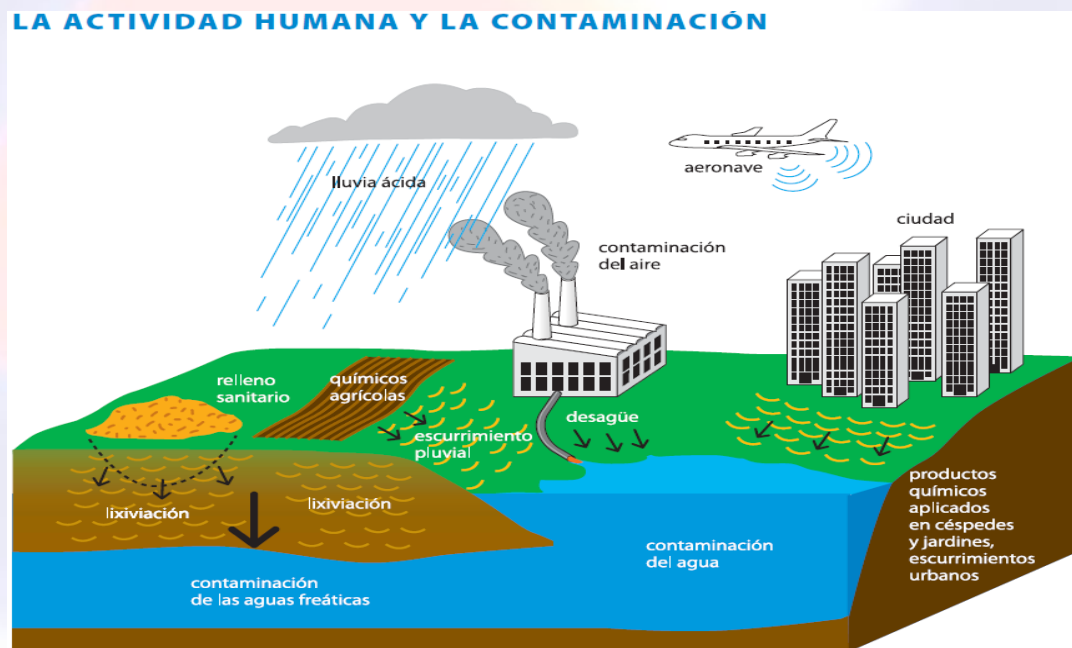 LA ACTIVIDAD HUMANA Y LA CONTAMINACIÓN
lluvia ácida
aeronave
ciudad
contaminación
del aire
relleno
sanitario
químicos
agrícolas
escurrimiento
pluvial
desagüe
lixiviación
lixiviación
contaminación
de las aguas freáticas
contaminación
del agua
productos
químicos
aplicados
en céspedes
y jardines,
escurrimientos
urbanos